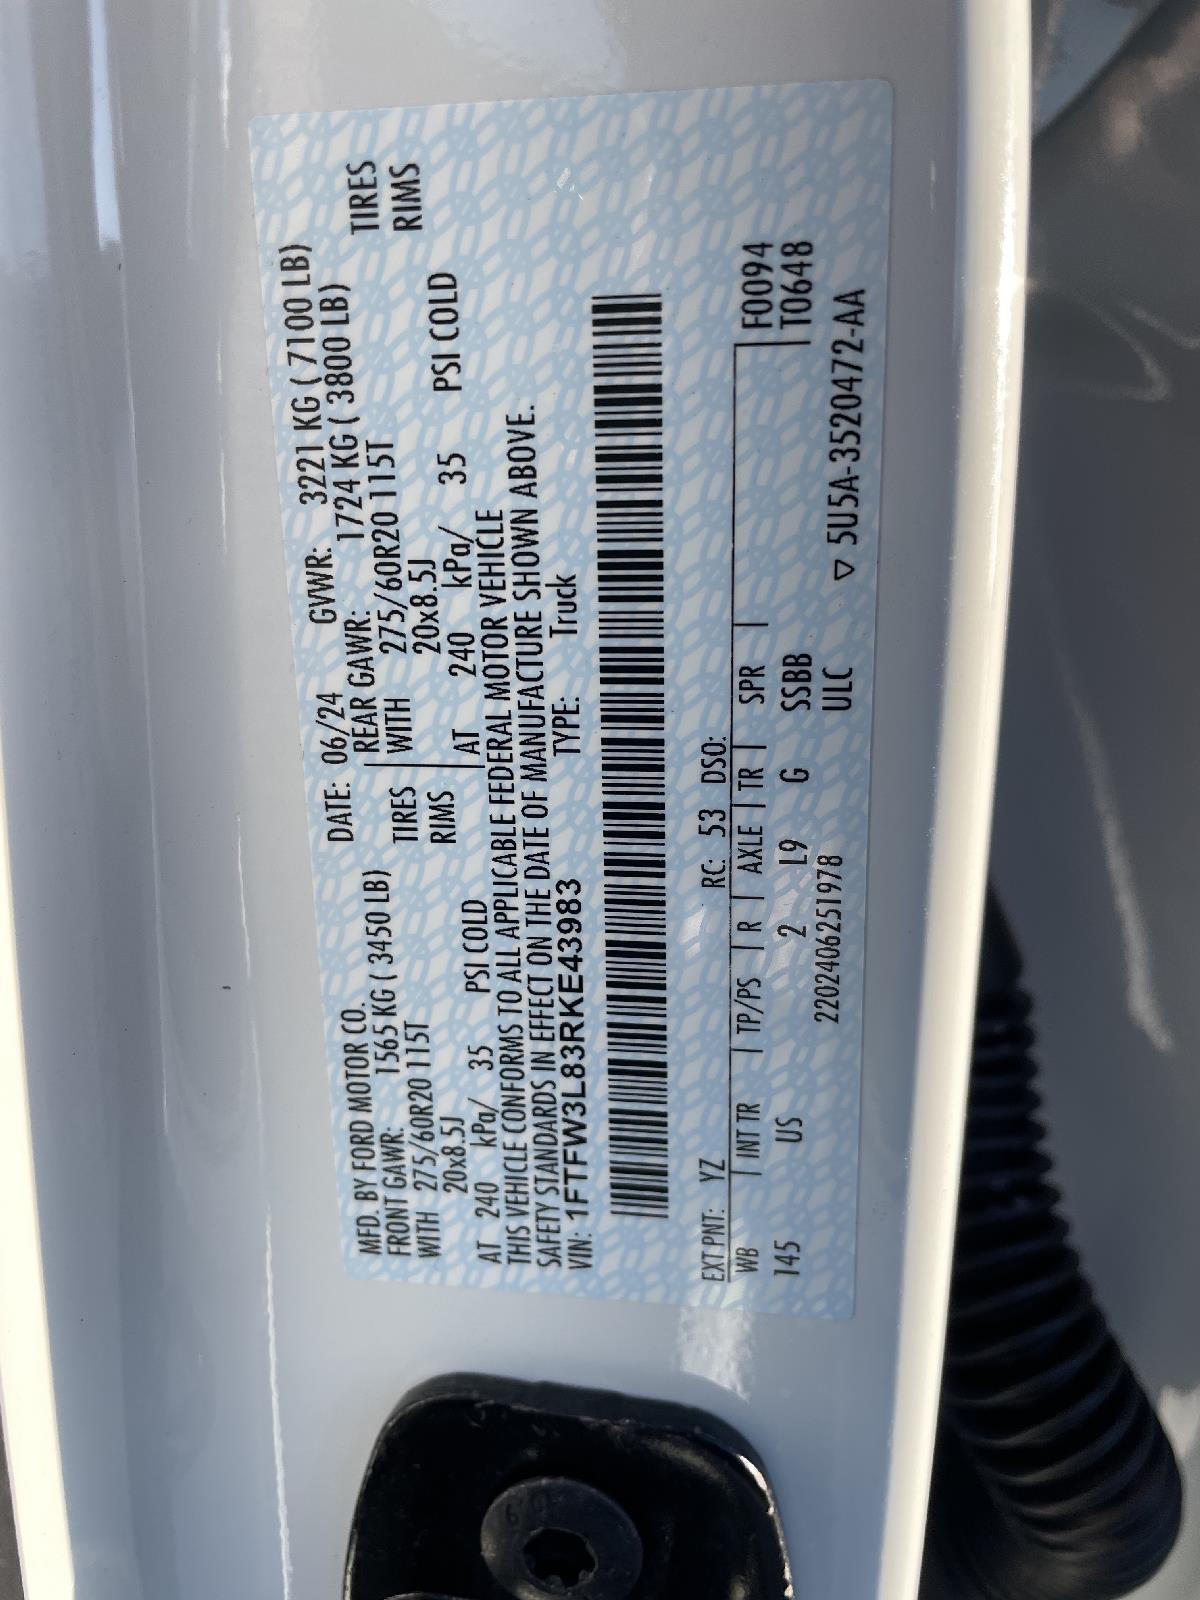 MFD. BY FORD MOTOR CO. DATE: 06/24 GVWR: 3221 KG ( 7100 LB)
FRONT GAWR: 1565 KG ( 3450 LB) REAR GAWR: 1724 KG ( 3800 LB)
WITH 275/60R20 115T TIRES WITH 275/60R20 115T TIRES
20x8.5J RIMS 20x8.5J RIMS
AT 240 kPa/ 35 PSI COLD AT 240 kPa/ 35 PSI COLD
THIS VEHICLE CONFORMS TO ALL APPLICABLE FEDERAL MOTOR VEHICLE
SAFETY STANDARDS IN EFFECT ON THE DATE OF MANUFACTURE SHOWN ABOVE.
VIN: 1FTFW3L83RKE43983 TYPE: Truck
EXT PNT: YZ RC: 53 DSO: F0094
WB | INT TR | TP/PS | R | AXLE | TR | SPR | T0648
145 US 2 L9 G SSBB
2202406251978 ULC ▽ 5U5A-3520472-AA